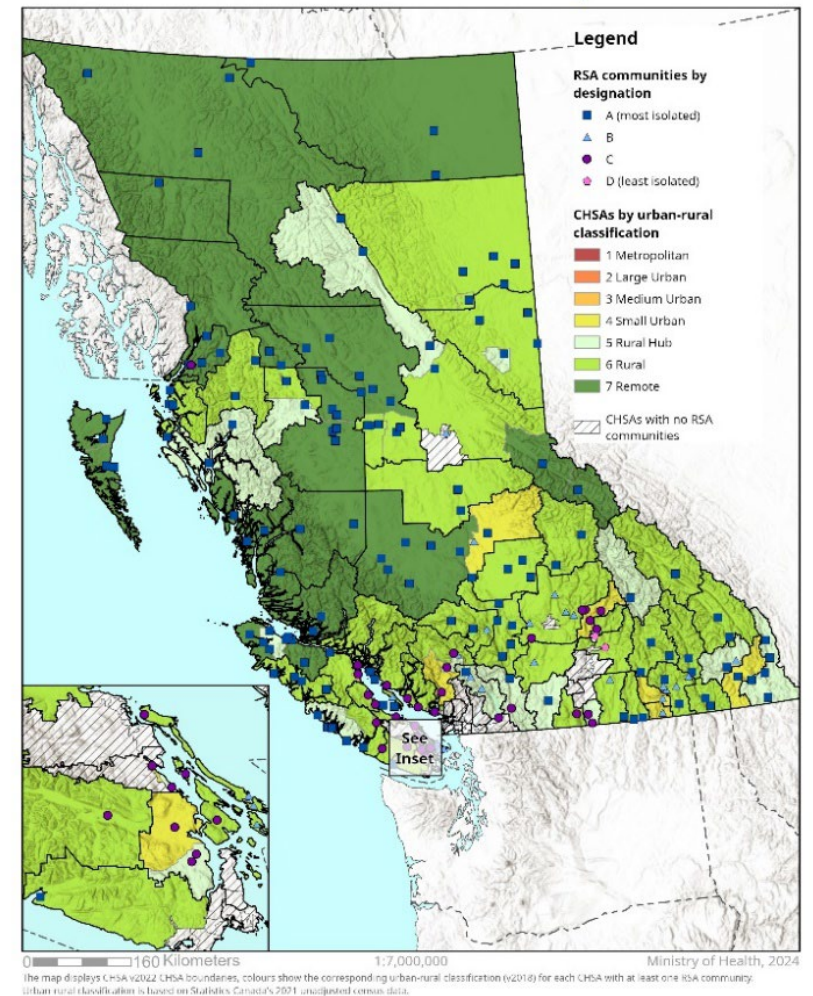 Legend
RSA communities by
designation
A (most isolated)
B
C
D (least isolated)
CHSAs by urban-rural
classification
1 Metropolitan
2 Large Urban
3 Medium Urban
4 Small Urban
5 Rural Hub
6 Rural
7 Remote
CHSAs with no RSA
communities
See
Inset
0 160 Kilometers
1:7,000,000
Ministry of Health, 2024
The map displays CHSA v2022 CHSA boundaries, colours show the corresponding urban-rural classification (v2018) for each CHSA with at least one RSA community.
Urban-rural classification is based on Statistics Canada's 2021 unadjusted census data.